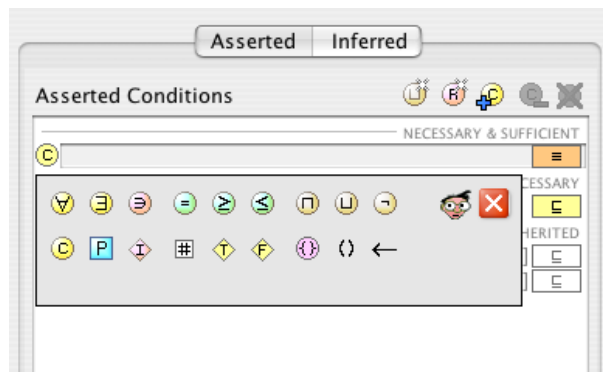 Asserted Inferred
Asserted Conditions
NECESSARY & SUFFICIENT
C ≡
CESSARY
∀ ∃ ∋ = ≥ ≤ ⊓ ⊔ ¬
⊑
HERITED
C P I # T F {} () ←
⊑
⊑